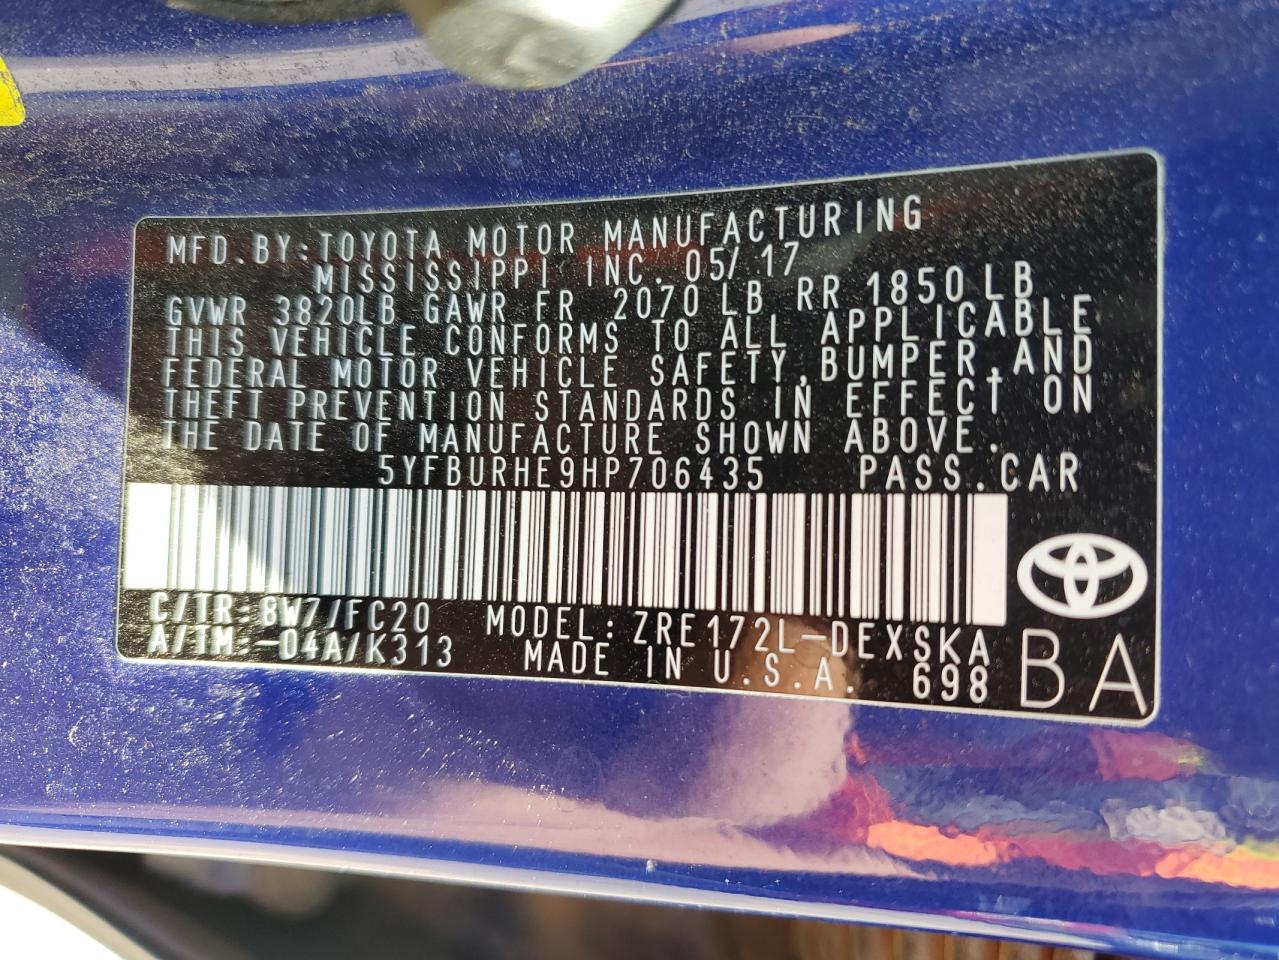 MFD.BY:TOYOTA MOTOR MANUFACTURING
MISSISSIPPI INC. 05/17
GVWR 3820LB GAWR FR 2070 LB RR 1850 LB
THIS VEHICLE CONFORMS TO ALL APPLICABLE
FEDERAL MOTOR VEHICLE SAFETY,BUMPER,AND
THEFT PREVENTION STANDARDS IN EFFECT ON
THE DATE OF MANUFACTURE SHOWN ABOVE.
5YFBURHE9HP706435 PASS.CAR
C/TR:8W7/FC20 MODEL:ZRE172L-DEXSKA
A/TM:-04A/K313 MADE IN U.S.A. 698 BA